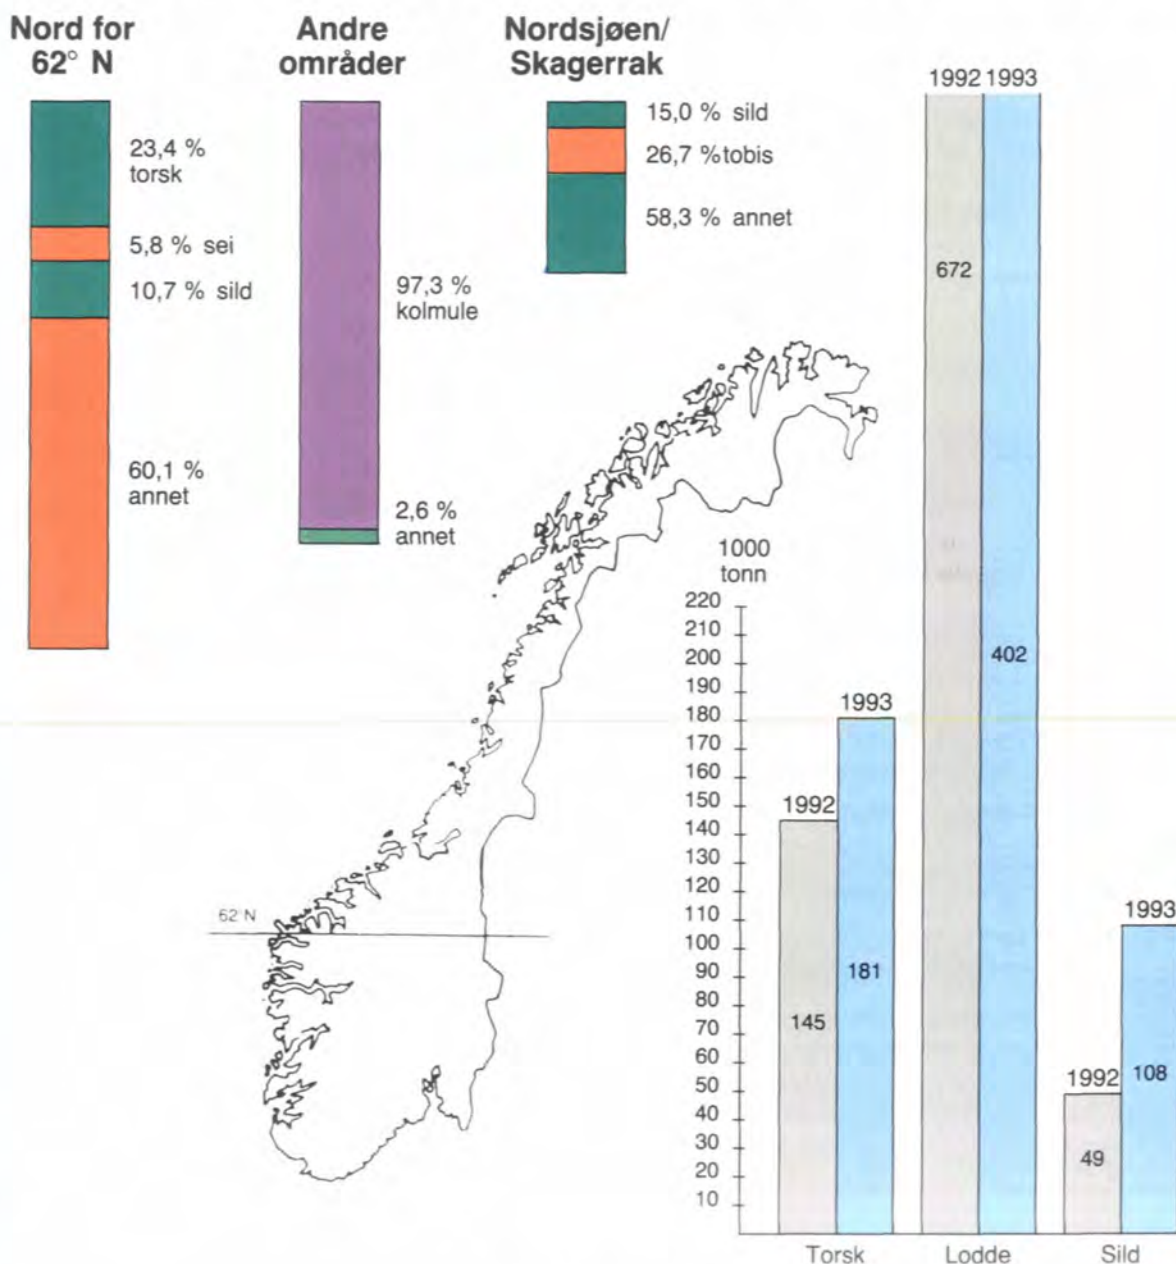 Nord for
62° N
23,4 %
torsk
5,8 % sei
10,7 % sild
60,1 %
annet
Andre
områder
97,3 %
kolmule
2,6 %
annet
Nordsjøen/
Skagerrak
15,0 % sild
26,7 % tobis
58,3 % annet
62°N
1000
tonn
220
210
200
190
180
170
160
150
140
130
120
110
100
90
80
70
60
50
40
30
20
10
1992
145
1993
181
Torsk
1992 1993
672
402
Lodde
1992
49
1993
108
Sild